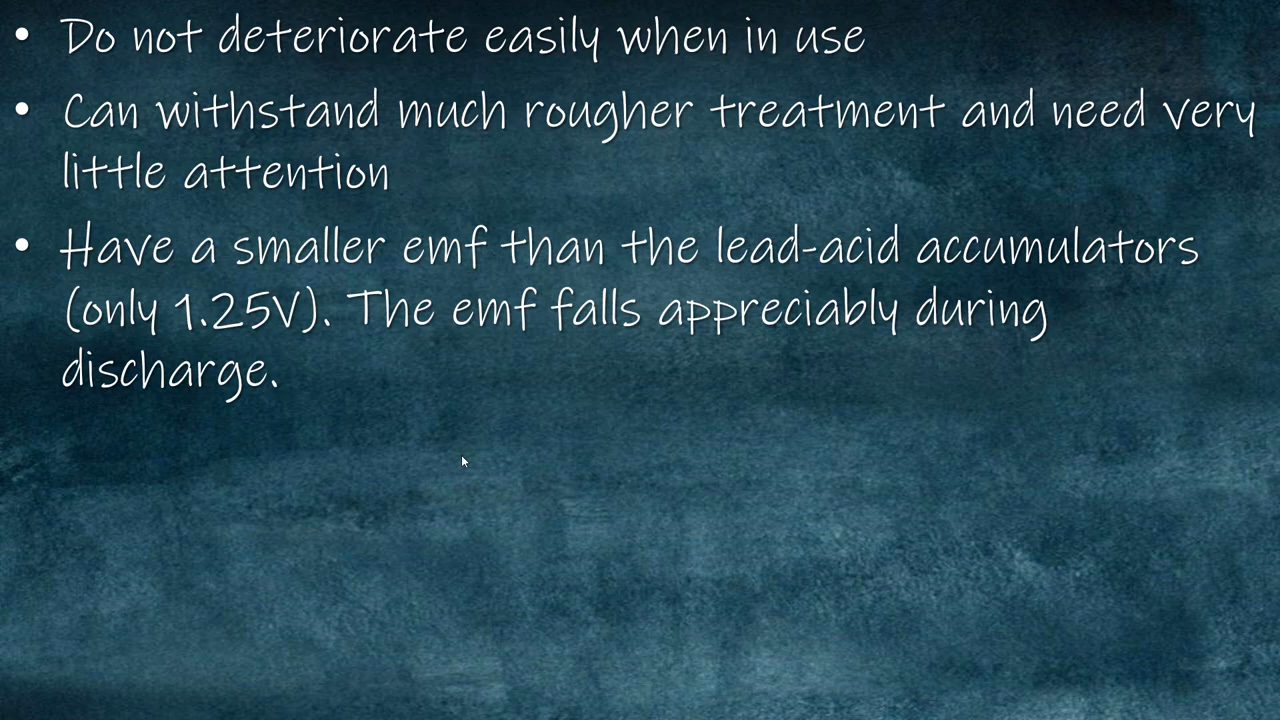 • Do not deteriorate easily when in use
• Can withstand much rougher treatment and need very
little attention
• Have a smaller emf than the lead-acid accumulators
(only 1.25V). The emf falls appreciably during
discharge.